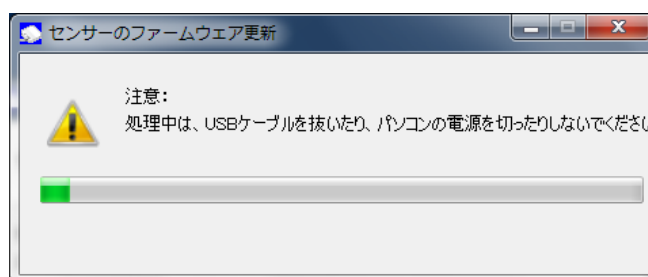 センサーのファームウェア更新
注意:
処理中は、USBケーブルを抜いたり、パソコンの電源を切ったりしないでください